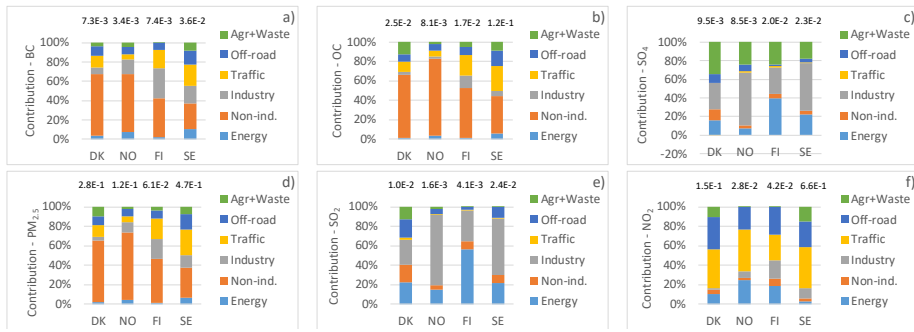 7.3E-3 3.4E-3 7.4E-3 3.6E-2 a)
Contribution - BC
100%
80%
60%
40%
20%
0%
DK NO FI SE
Agr+Waste
Off-road
Traffic
Industry
Non-ind.
Energy
2.5E-2 8.1E-3 1.7E-2 1.2E-1 b)
Contribution - OC
100%
80%
60%
40%
20%
0%
DK NO FI SE
Agr+Waste
Off-road
Traffic
Industry
Non-ind.
Energy
9.5E-3 8.5E-3 2.0E-2 2.3E-2 c)
Contribution - SO4
100%
80%
60%
40%
20%
0%
-20%
DK NO FI SE
Agr+Waste
Off-road
Traffic
Industry
Non-ind.
Energy
2.8E-1 1.2E-1 6.1E-2 4.7E-1 d)
Contribution - PM2.5
100%
80%
60%
40%
20%
0%
DK NO FI SE
Agr+Waste
Off-road
Traffic
Industry
Non-ind.
Energy
1.0E-2 1.6E-3 4.1E-3 2.4E-2 e)
Contribution - SO2
100%
80%
60%
40%
20%
0%
DK NO FI SE
Agr+Waste
Off-road
Traffic
Industry
Non-ind.
Energy
1.5E-1 2.8E-2 4.2E-2 6.6E-1 f)
Contribution - NO2
100%
80%
60%
40%
20%
0%
DK NO FI SE
Agr+Waste
Off-road
Traffic
Industry
Non-ind.
Energy